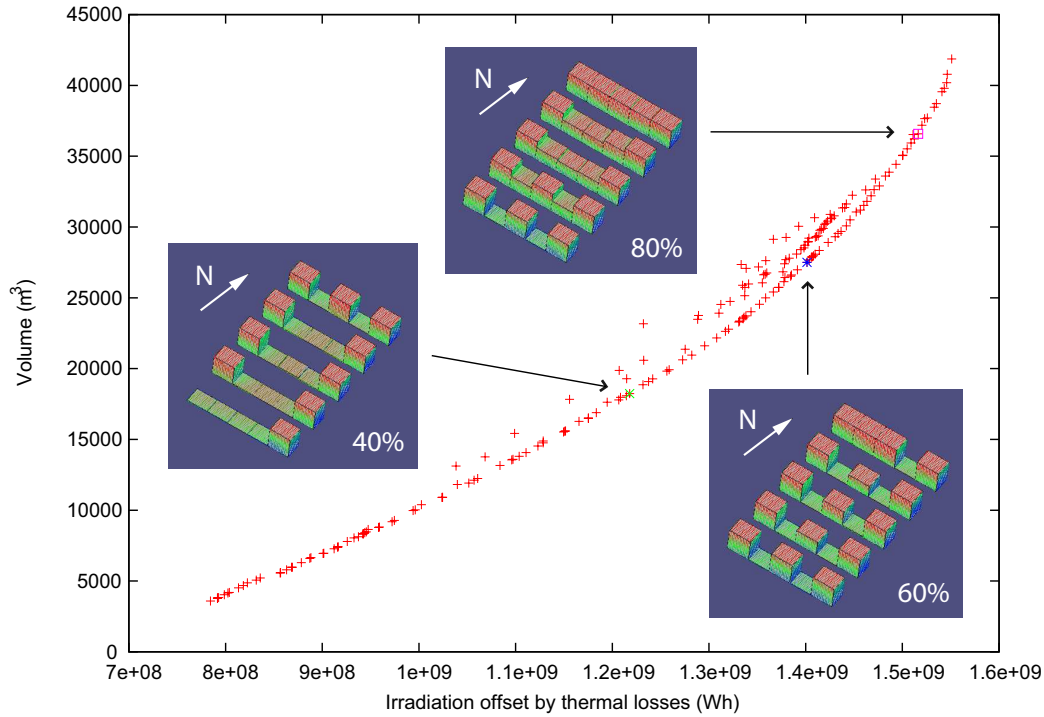 45000
40000
35000
30000
25000
20000
15000
10000
5000
0
Volume (m³)
N
80%
N
40%
N
60%
7e+08
8e+08
9e+08
1e+09
1.1e+09
1.2e+09
1.3e+09
1.4e+09
1.5e+09
1.6e+09
Irradiation offset by thermal losses (Wh)